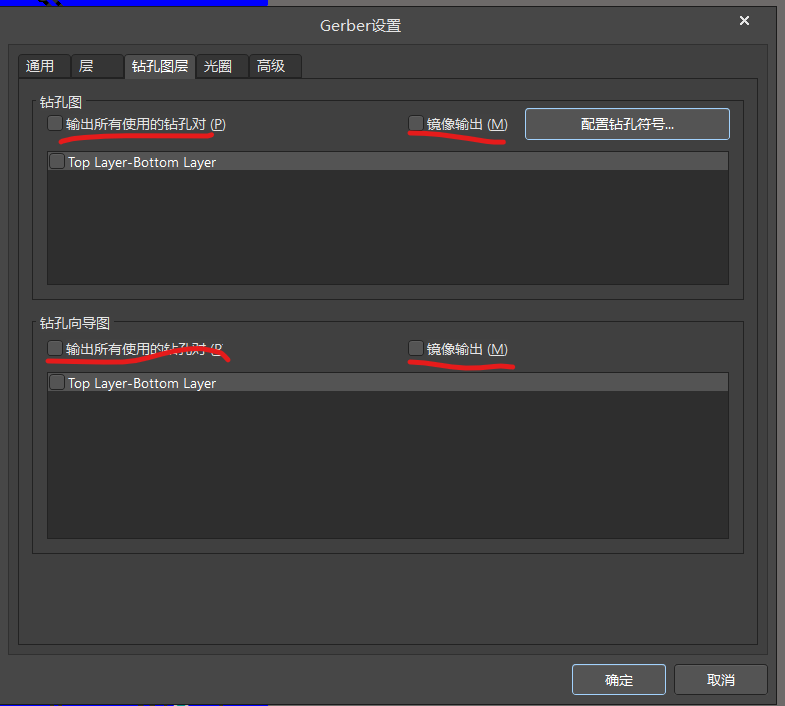 Gerber设置
通用 层 钻孔图层 光圈 高级
钻孔图
输出所有使用的钻孔对 (P) 镜像输出 (M) 配置钻孔符号...
Top Layer-Bottom Layer
钻孔向导图
输出所有使用的钻孔对 镜像输出 (M)
Top Layer-Bottom Layer
确定 取消